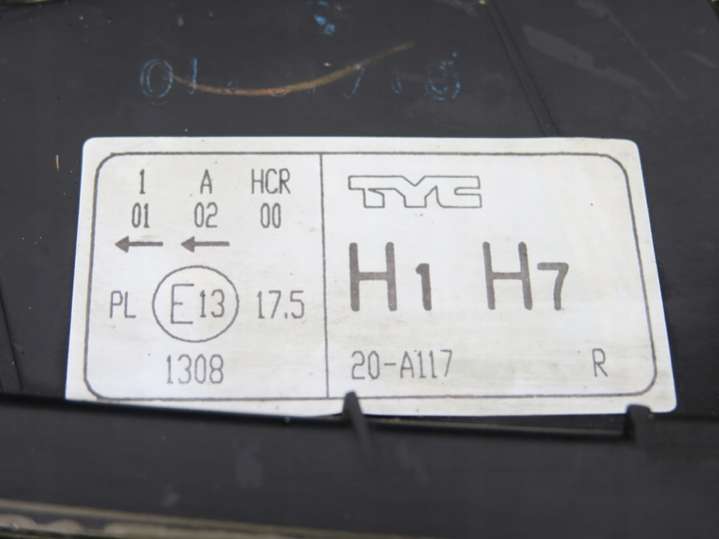 1 A HCR
01 02 00
← ←
PL E13 17.5
1308
TYC
H1 H7
20-A117 R